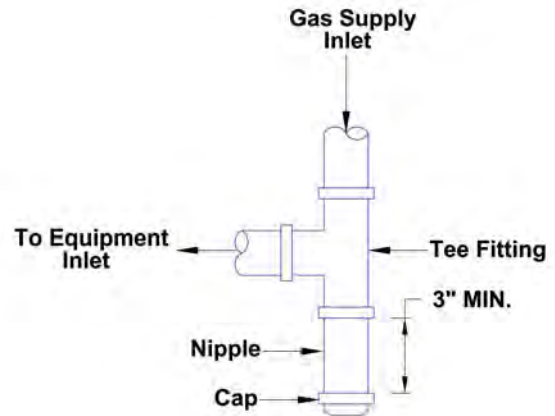 Gas Supply
Inlet
To Equipment
Inlet
Tee Fitting
3" MIN.
Nipple
Cap